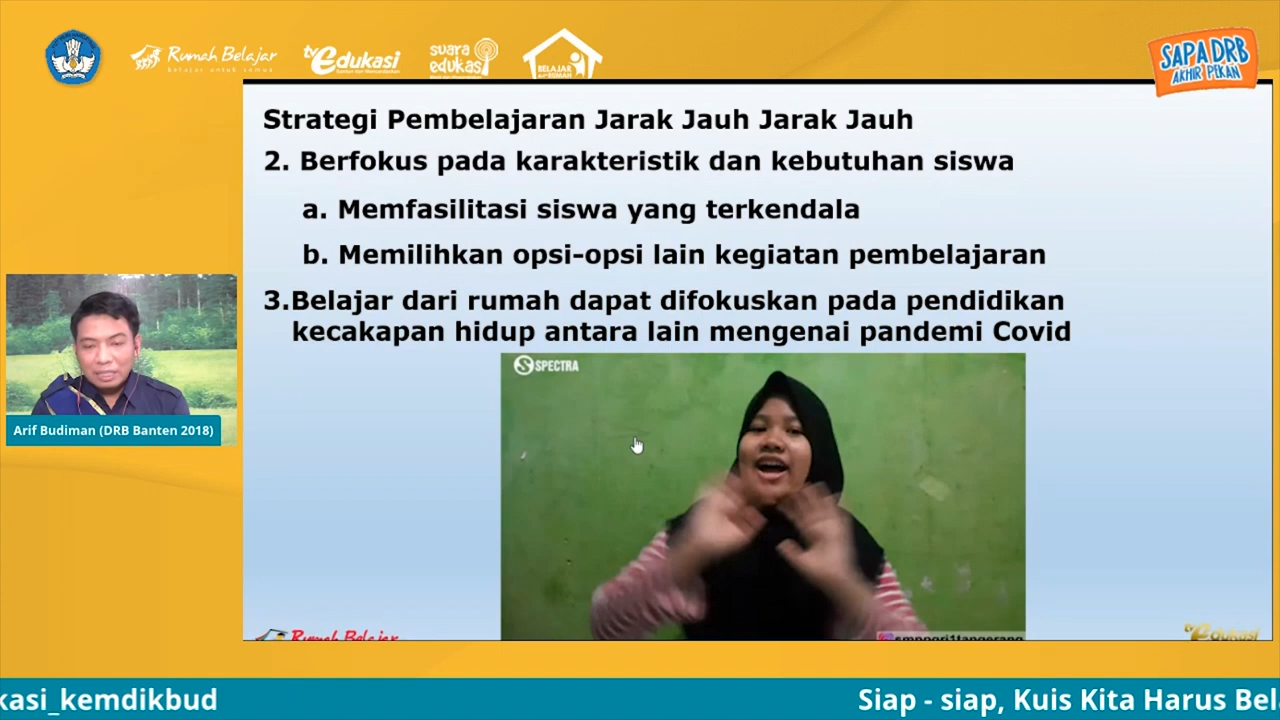 Rumah Belajar
belajar untuk semua
tv Edukasi
suara edukasi
BELAJAR
SAPA DRB
AKHIR PEKAN
Strategi Pembelajaran Jarak Jauh Jarak Jauh
2. Berfokus pada karakteristik dan kebutuhan siswa
a. Memfasilitasi siswa yang terkendala
b. Memilihkan opsi-opsi lain kegiatan pembelajaran
3.Belajar dari rumah dapat difokuskan pada pendidikan
kecakapan hidup antara lain mengenai pandemi Covid
SPECTRA
Arif Budiman (DRB Banten 2018)
smppgri1tangerang
Rumah Belajar
tv Edukasi
kasi_kemdikbud
Siap - siap, Kuis Kita Harus Bel